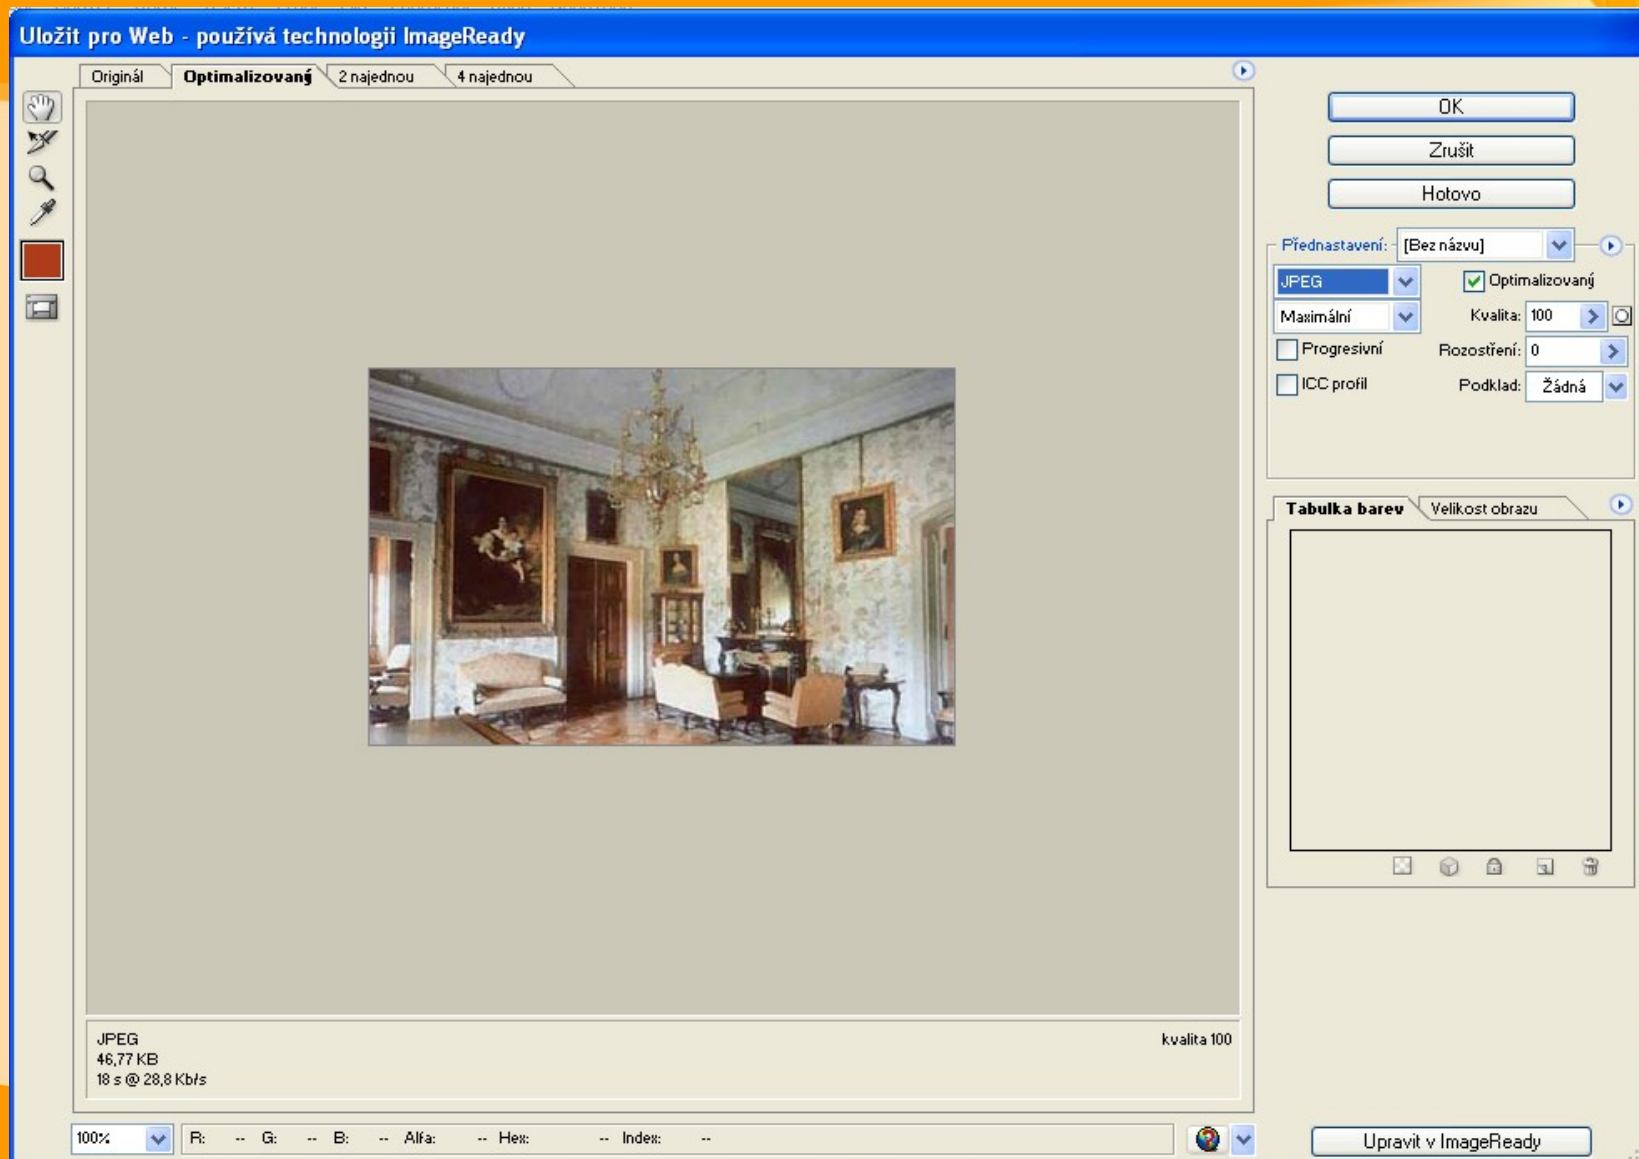 Uložit pro Web - používá technologii ImageReady
Originál
Optimalizovaný
2 najednou
4 najednou
OK
Zrušit
Hotovo
Přednastavení: [Bez názvu]
JPEG
Optimalizovaný
Maximální
Kvalita: 100
Progresivní
Rozostření: 0
ICC profil
Podklad: Žádná
Tabulka barev
Velikost obrazu
JPEG
kvalita 100
46,77 KB
18 s @ 28,8 Kb/s
100%
R: -- G: -- B: -- Alfa: -- Hex: -- Index: --
Upravit v ImageReady